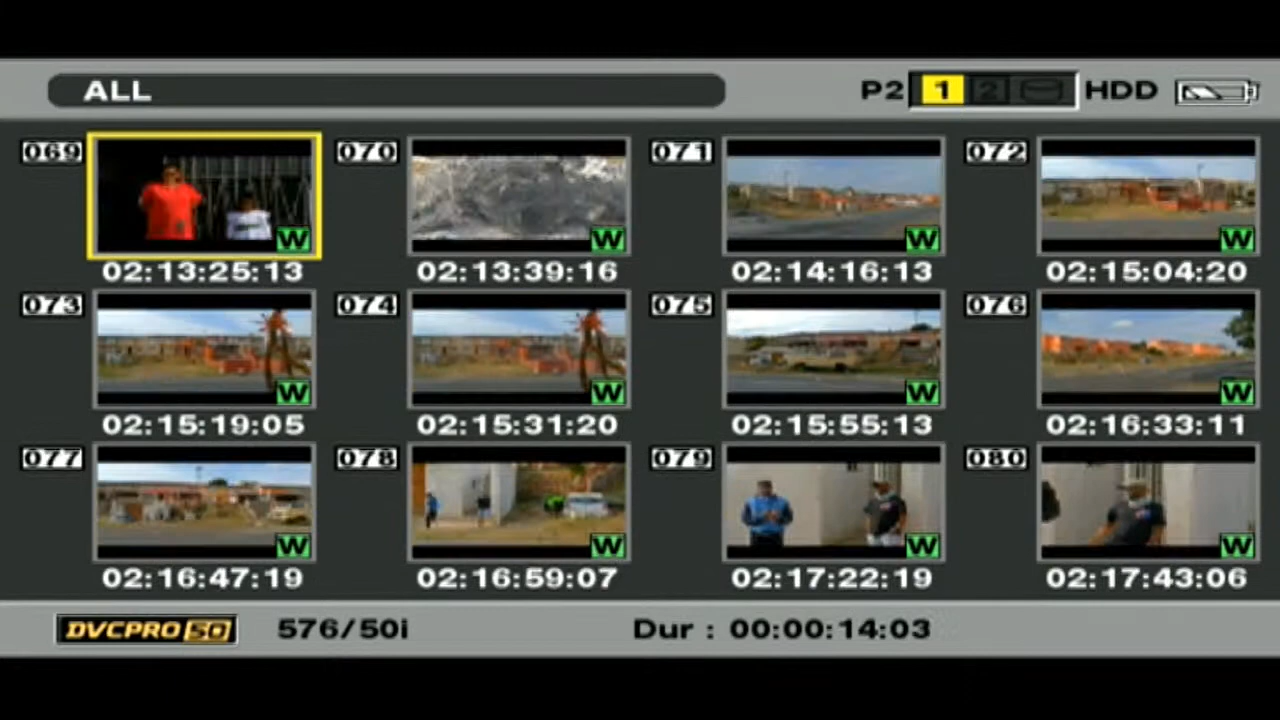 ALL P2 1 2 HDD
069 070 071 072
W W W W
02:13:25:13 02:13:39:16 02:14:16:13 02:15:04:20
073 074 075 076
W W W W
02:15:19:05 02:15:31:20 02:15:55:13 02:16:33:11
077 078 079 080
W W W W
02:16:47:19 02:16:59:07 02:17:22:19 02:17:43:06
DVCPRO 50 576/50i Dur : 00:00:14:03